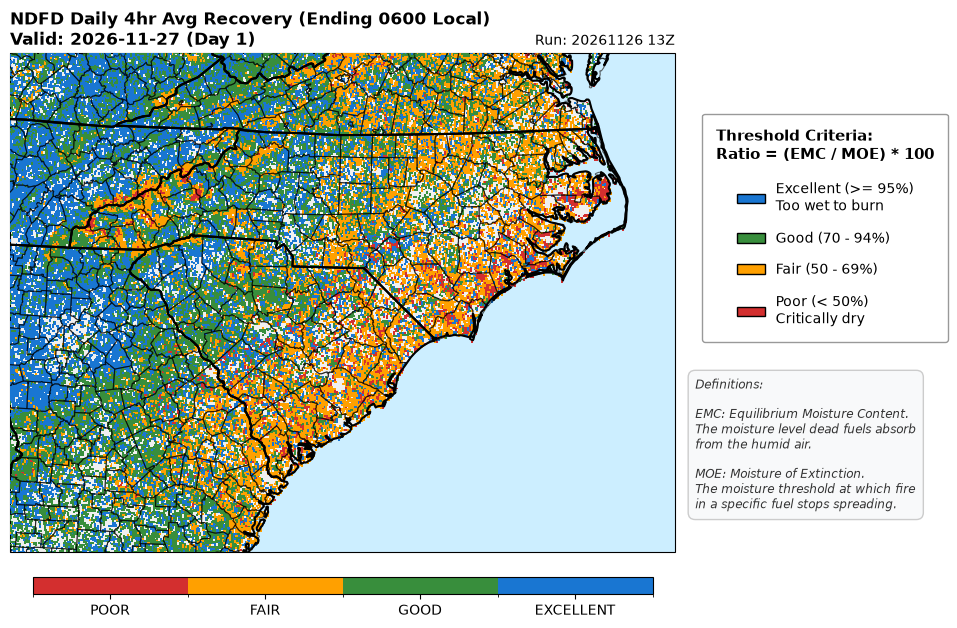 NDFD Daily 4hr Avg Recovery (Ending 0600 Local)
Valid: 2026-11-27 (Day 1)
Run: 20261126 13Z
Threshold Criteria:
Ratio = (EMC / MOE) * 100
Excellent (>= 95%)
Too wet to burn
Good (70 - 94%)
Fair (50 - 69%)
Poor (< 50%)
Critically dry
Definitions:
EMC: Equilibrium Moisture Content.
The moisture level dead fuels absorb
from the humid air.
MOE: Moisture of Extinction.
The moisture threshold at which fire
in a specific fuel stops spreading.
POOR FAIR GOOD EXCELLENT